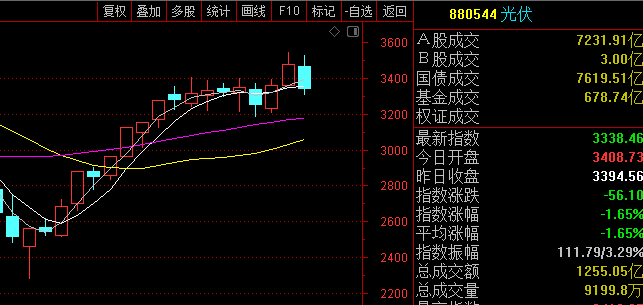 复权 叠加 多股 统计 画线 F10 标记 -自选 返回
3600
3400
3200
3000
2800
2600
2400
2200
880544 光伏
A股成交 7231.91亿
B股成交 3.00亿
国债成交 7619.51亿
基金成交 678.74亿
权证成交
最新指数 3338.46
今日开盘 3408.73
昨日收盘 3394.56
指数涨跌 -56.10
指数涨幅 -1.65%
平均涨幅 -1.65%
指数振幅 111.79/3.29%
总成交额 1255.05亿
总成交量 9199.8万